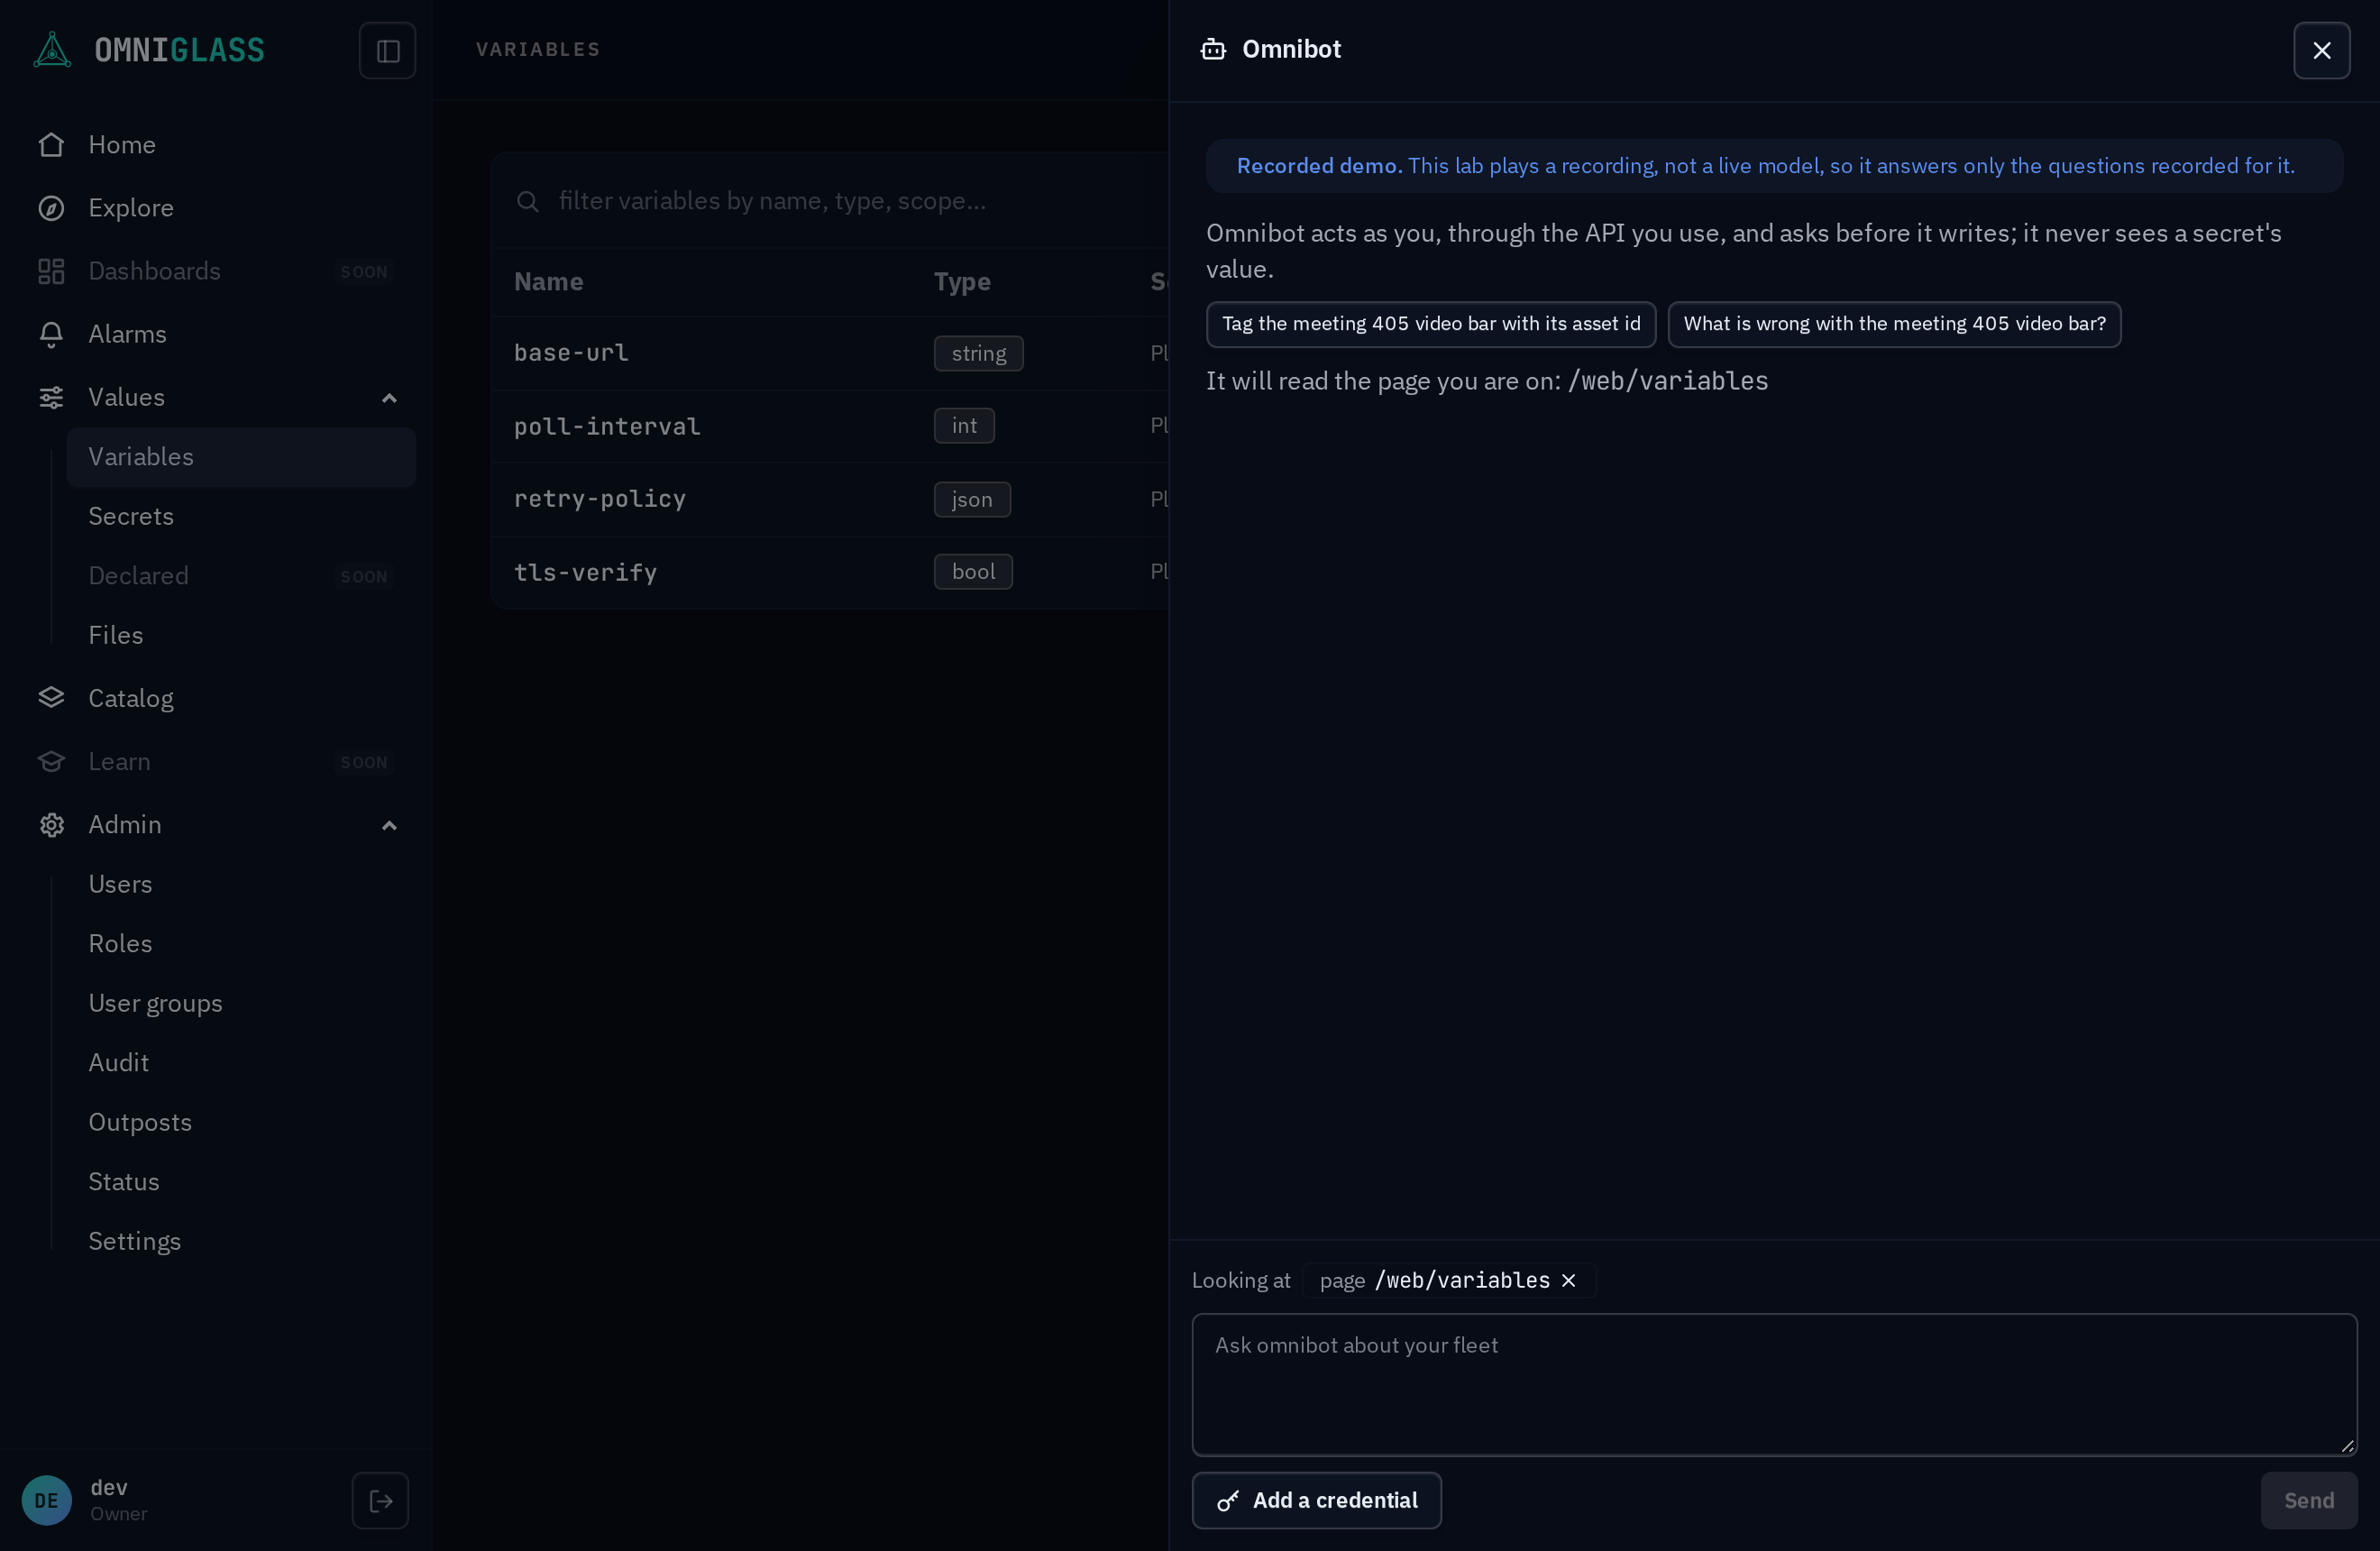 OMNIGLASS
Home
Explore
Dashboards SOON
Alarms
Values
Variables
Secrets
Declared SOON
Files
Catalog
Learn SOON
Admin
Users
Roles
User groups
Audit
Outposts
Status
Settings
DE
dev
Owner
VARIABLES
filter variables by name, type, scope...
Name Type
base-url string
poll-interval int
retry-policy json
tls-verify bool
Omnibot
Recorded demo. This lab plays a recording, not a live model, so it answers only the questions recorded for it.
Omnibot acts as you, through the API you use, and asks before it writes; it never sees a secret's
value.
Tag the meeting 405 video bar with its asset id What is wrong with the meeting 405 video bar?
It will read the page you are on: /web/variables
Looking at page /web/variables
Ask omnibot about your fleet
Add a credential Send